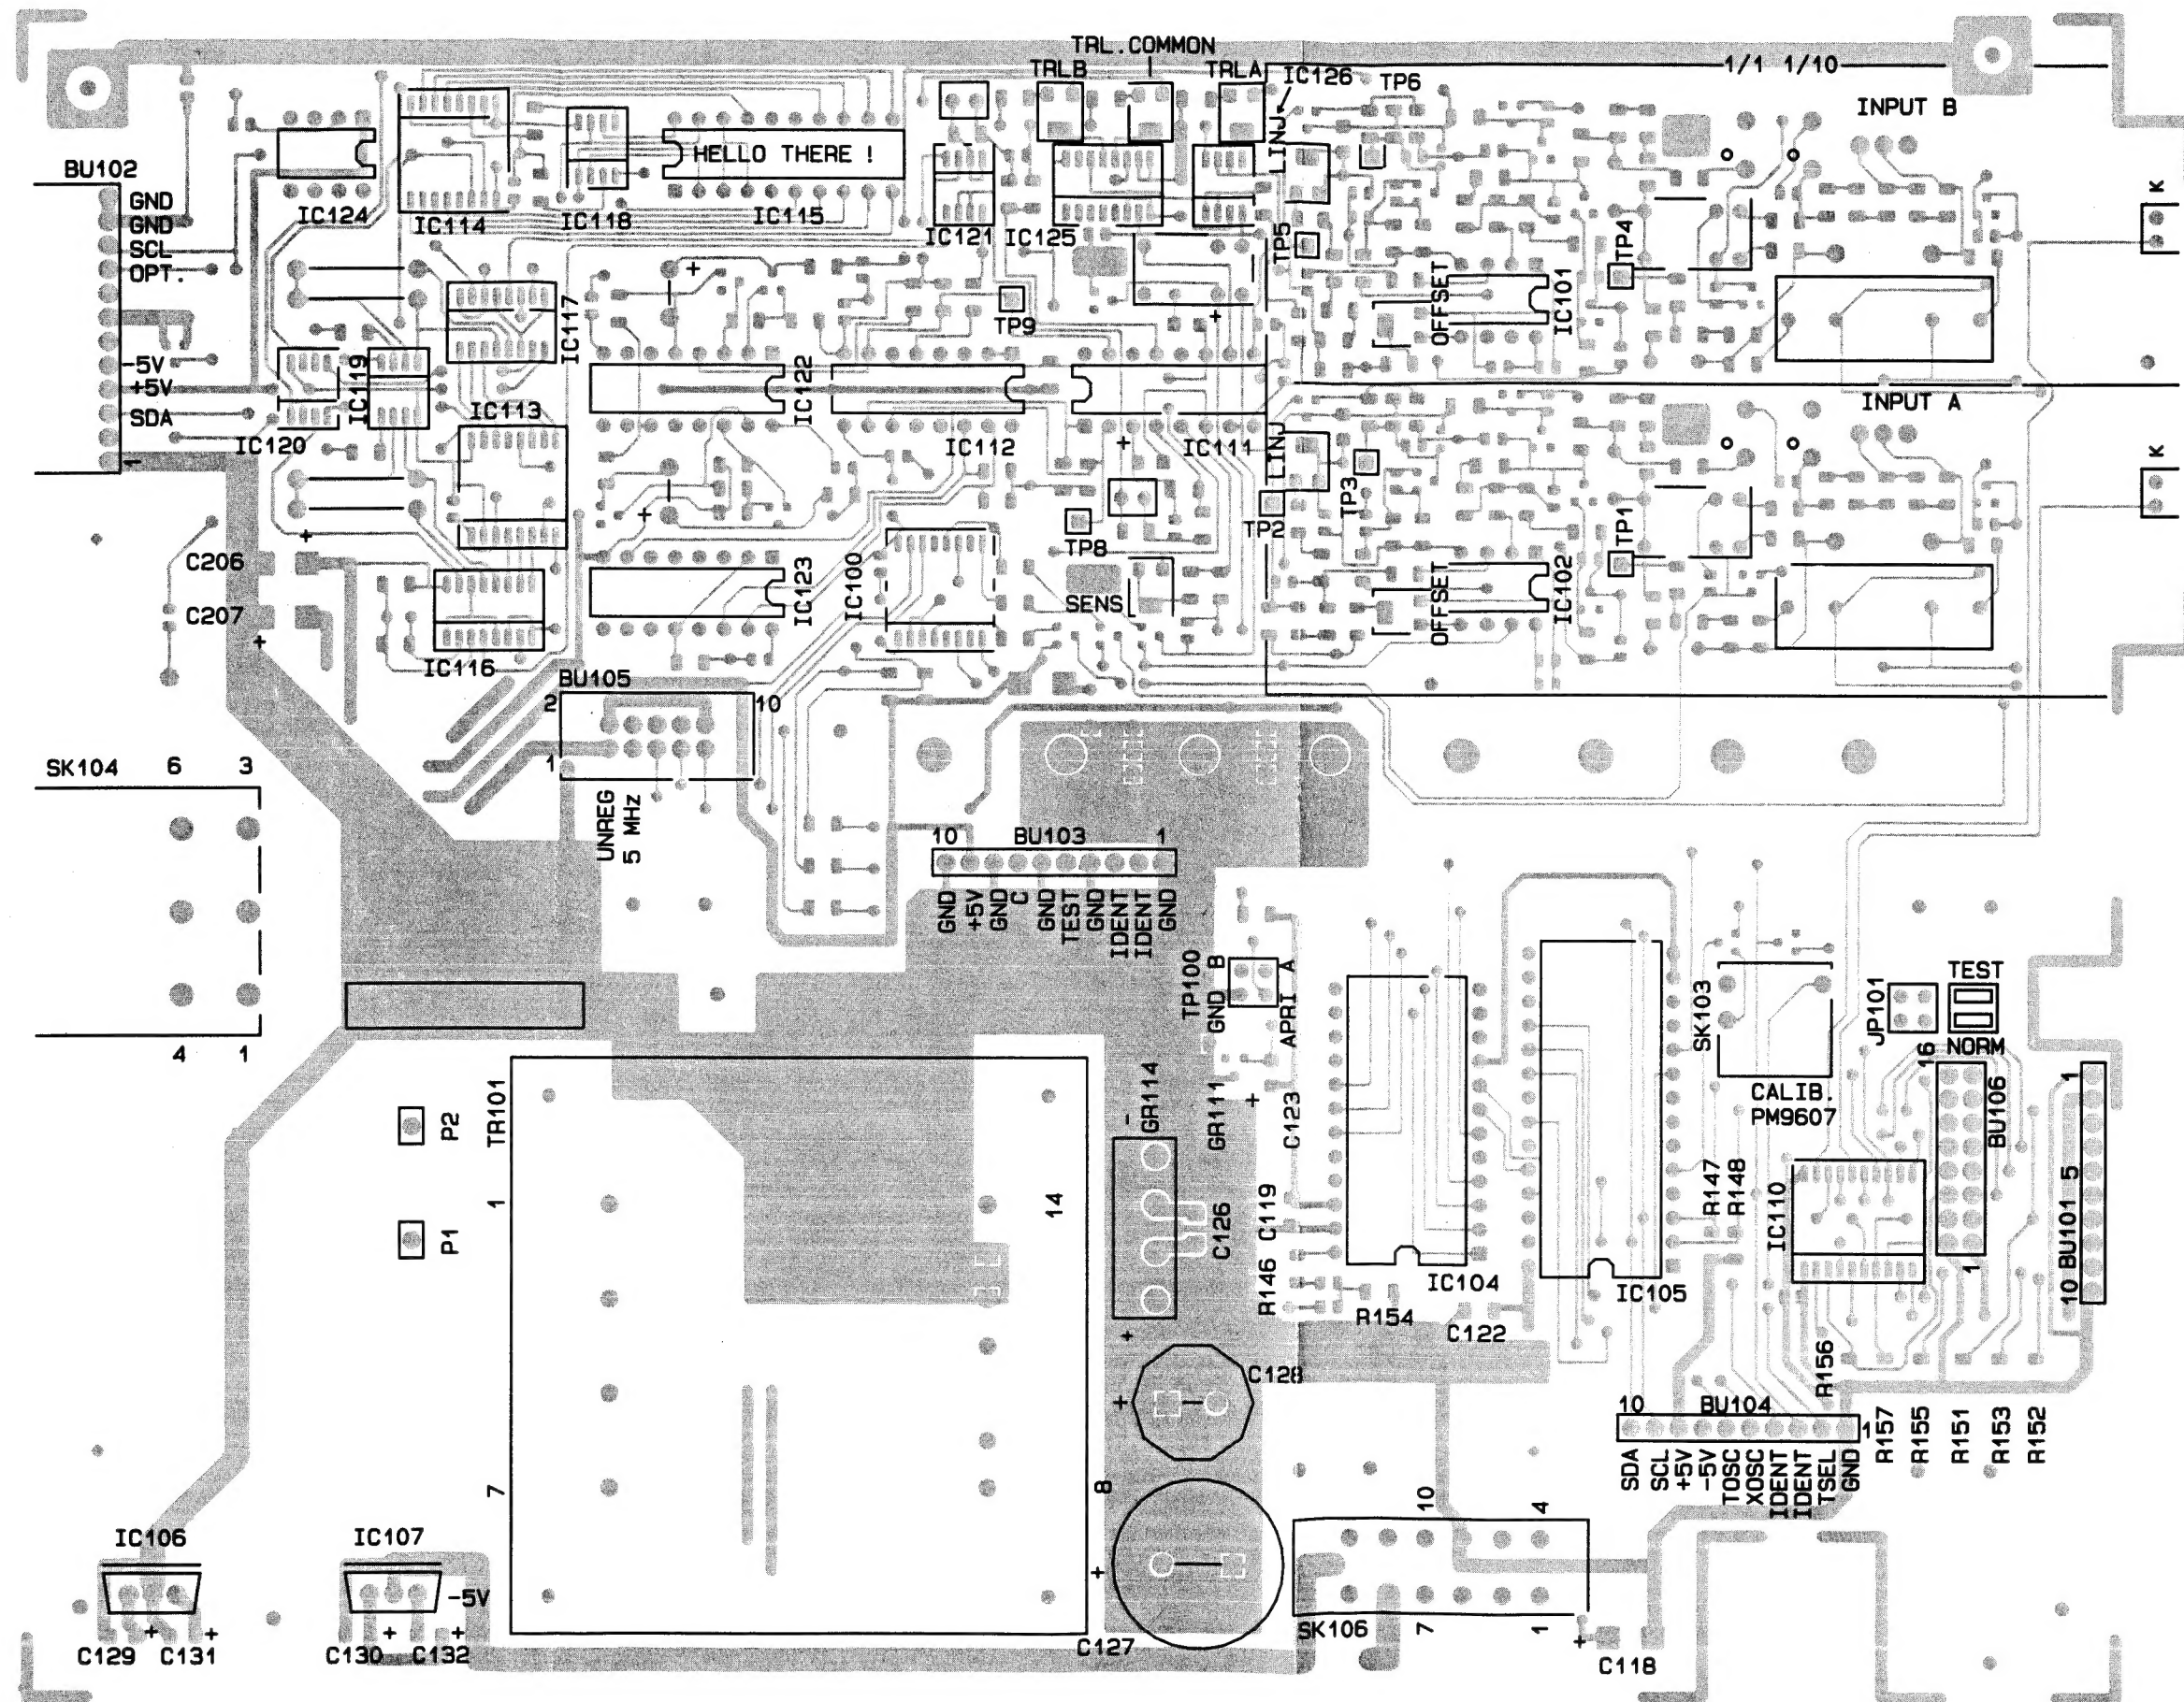 TRL.COMMON
TRLB
TRLA
IC126
TP6
1/1 1/10
INPUT B
LINJ
HELLO THERE !
BU102
GND
GND
SCL
OPT.
-5V
+5V
SDA
-
IC124
IC114
IC118
IC115
IC121
IC125
TP5
TP4
K
+
IC117
TP9
+
OFFSET
IC101
IC119
IC122
INPUT A
IC113
IC120
IC112
+
IC111
LINJ
K
TP3
+
+
TP8
TP2
TP1
C206
IC123
IC100
SENS
OFFSET
IC102
C207
+
IC116
BU105
2
10
1
SK104
6
3
UNREG
5 MHz
10
BU103
1
GND
+5V
GND
C
GND
TEST
GND
IDENT
IDENT
GND
TP100
B
A
GND
APRI
SK103
JP101
TEST
NORM
4
1
16
CALIB.
PM9607
BU106
1
P2
TR101
-
GR114
GR111
+
C123
1
14
P1
C126
C119
R146
R147
R148
IC110
5
BU101
10
1
IC104
IC105
R154
C122
+
R156
+
C128
10
BU104
1
SDA
SCL
+5V
-5V
TOSC
XOSC
IDENT
IDENT
TSEL
GND
R157
R155
R151
R153
R152
7
8
10
4
IC106
IC107
-5V
+
+
+
+
+
C129
C131
C130
C132
C127
SK106
7
1
+
C118